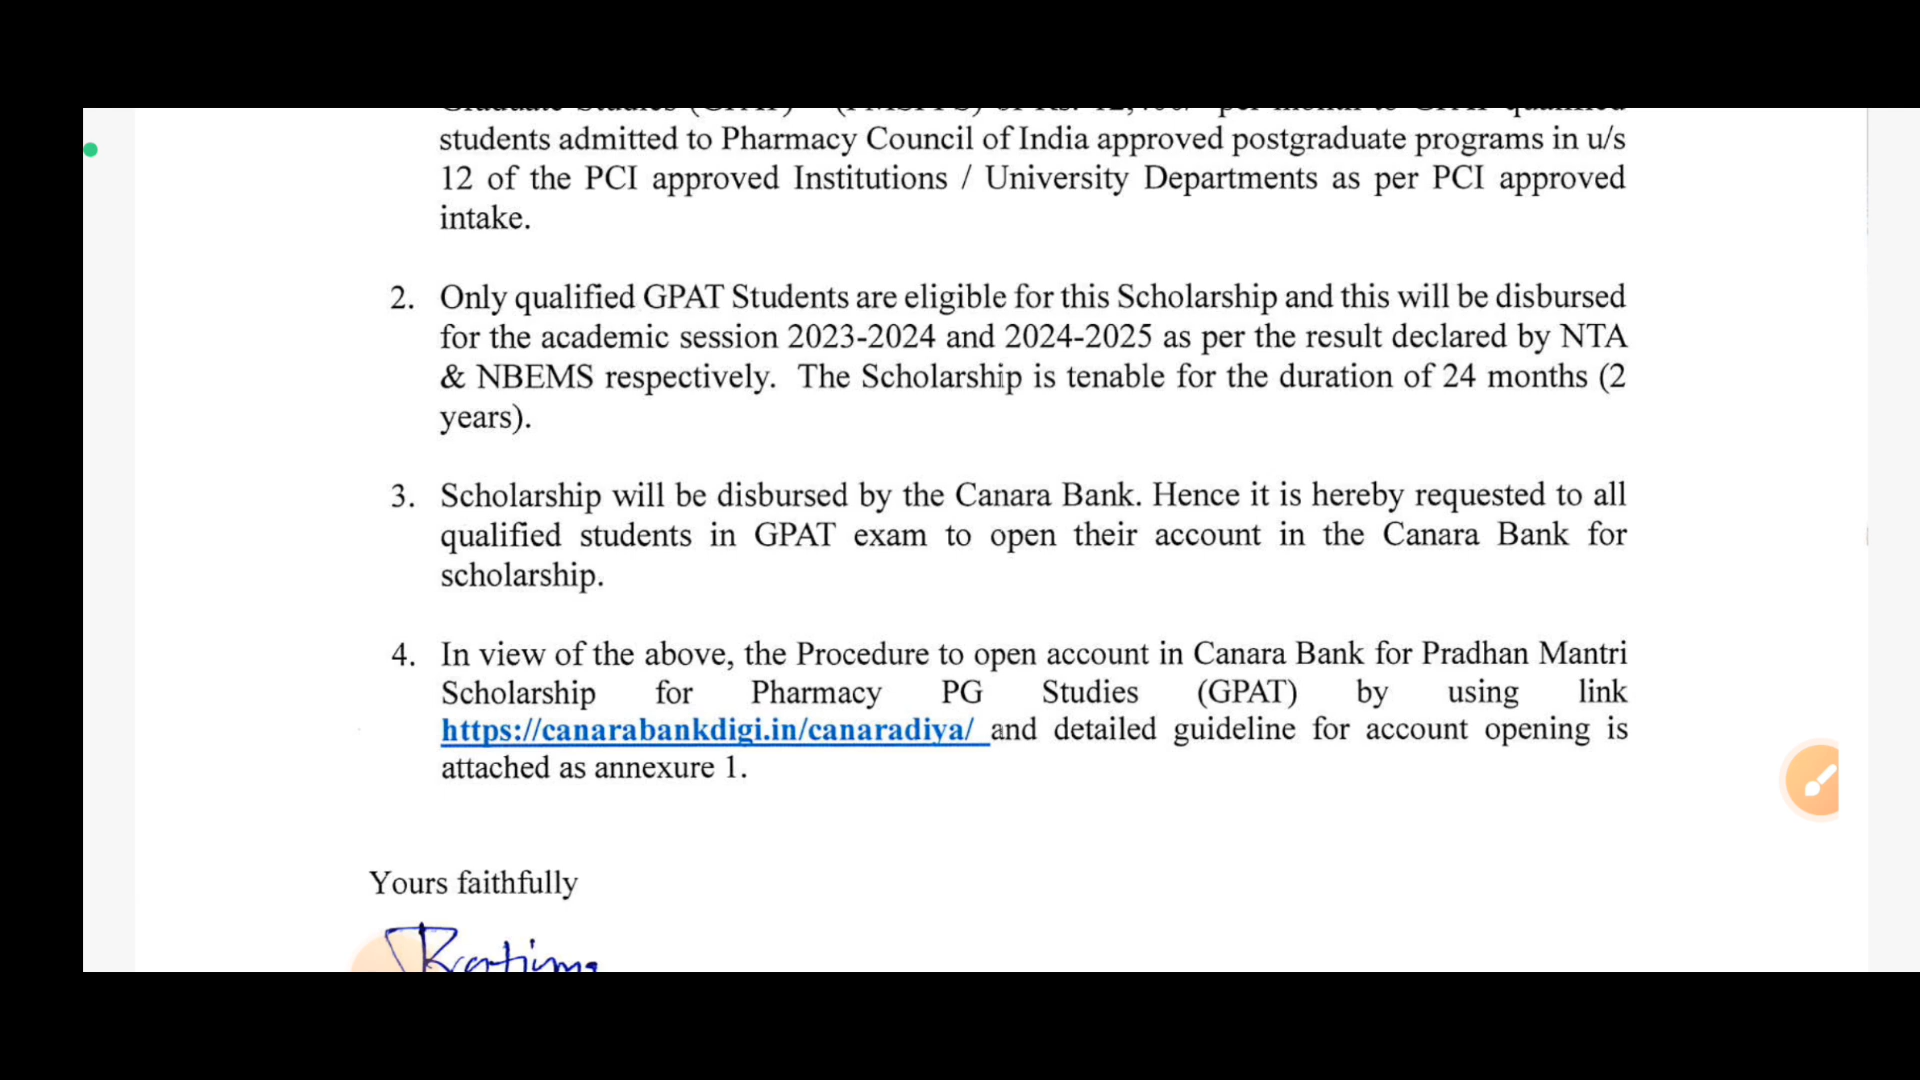 students admitted to Pharmacy Council of India approved postgraduate programs in u/s
12 of the PCI approved Institutions / University Departments as per PCI approved
intake.
2. Only qualified GPAT Students are eligible for this Scholarship and this will be disbursed
for the academic session 2023-2024 and 2024-2025 as per the result declared by NTA
& NBEMS respectively. The Scholarship is tenable for the duration of 24 months (2
years).
3. Scholarship will be disbursed by the Canara Bank. Hence it is hereby requested to all
qualified students in GPAT exam to open their account in the Canara Bank for
scholarship.
4. In view of the above, the Procedure to open account in Canara Bank for Pradhan Mantri
Scholarship for Pharmacy PG Studies (GPAT) by using link
https://canarabankdigi.in/canaradiya/ and detailed guideline for account opening is
attached as annexure 1.
Yours faithfully